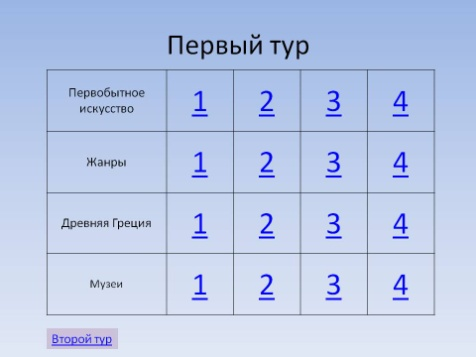 Первый тур
Первобытное
искусство
1 2 3 4
Жанры 1 2 3 4
Древняя Греция 1 2 3 4
Музеи 1 2 3 4
Второй тур